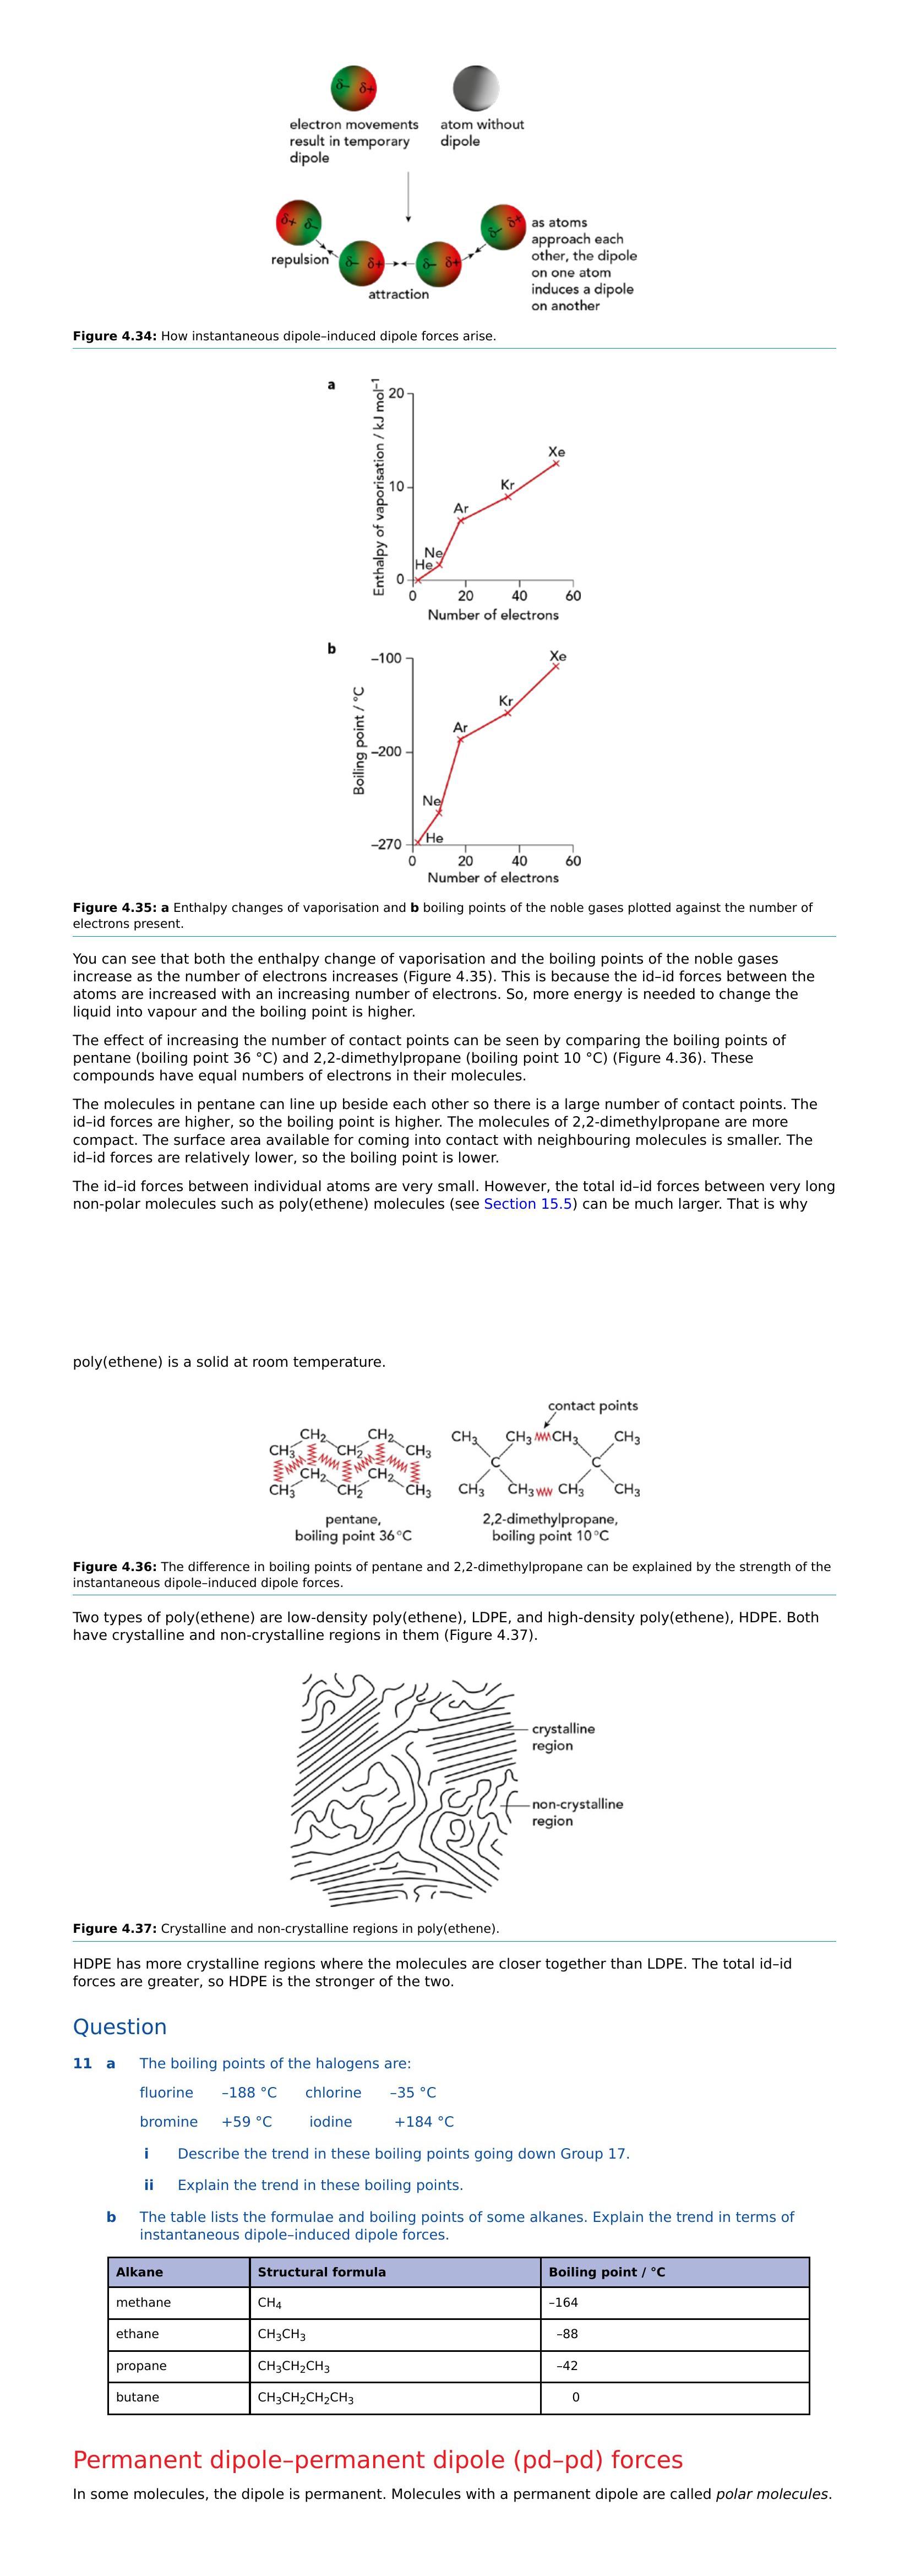 δ– δ+
electron movements
result in temporary
dipole
atom without
dipole
δ+ δ–
δ– δ+
δ– δ+
δ– δ+
repulsion
attraction
as atoms
approach each
other, the dipole
on one atom
induces a dipole
on another
Figure 4.34: How instantaneous dipole–induced dipole forces arise.
a
Enthalpy of vaporisation / kJ mol⁻¹
20
10
0
He
Ne
Ar
Kr
Xe
0 20 40 60
Number of electrons
b
Boiling point / °C
–100
–200
–270
He
Ne
Ar
Kr
Xe
0 20 40 60
Number of electrons
Figure 4.35: a Enthalpy changes of vaporisation and b boiling points of the noble gases plotted against the number of
electrons present.
You can see that both the enthalpy change of vaporisation and the boiling points of the noble gases
increase as the number of electrons increases (Figure 4.35). This is because the id–id forces between the
atoms are increased with an increasing number of electrons. So, more energy is needed to change the
liquid into vapour and the boiling point is higher.
The effect of increasing the number of contact points can be seen by comparing the boiling points of
pentane (boiling point 36 °C) and 2,2-dimethylpropane (boiling point 10 °C) (Figure 4.36). These
compounds have equal numbers of electrons in their molecules.
The molecules in pentane can line up beside each other so there is a large number of contact points. The
id–id forces are higher, so the boiling point is higher. The molecules of 2,2-dimethylpropane are more
compact. The surface area available for coming into contact with neighbouring molecules is smaller. The
id–id forces are relatively lower, so the boiling point is lower.
The id–id forces between individual atoms are very small. However, the total id–id forces between very long
non-polar molecules such as poly(ethene) molecules (see Section 15.5) can be much larger. That is why
poly(ethene) is a solid at room temperature.
contact points
CH₂ CH₂
CH₃ CH₂ CH₃
CH₂ CH₂
CH₃ CH₂ CH₃
CH₃ CH₃ CH₃ CH₃
C C
CH₃ CH₃ CH₃ CH₃
pentane,
boiling point 36 °C
2,2-dimethylpropane,
boiling point 10 °C
Figure 4.36: The difference in boiling points of pentane and 2,2-dimethylpropane can be explained by the strength of the
instantaneous dipole–induced dipole forces.
Two types of poly(ethene) are low-density poly(ethene), LDPE, and high-density poly(ethene), HDPE. Both
have crystalline and non-crystalline regions in them (Figure 4.37).
crystalline
region
non-crystalline
region
Figure 4.37: Crystalline and non-crystalline regions in poly(ethene).
HDPE has more crystalline regions where the molecules are closer together than LDPE. The total id–id
forces are greater, so HDPE is the stronger of the two.
Question
11 a The boiling points of the halogens are:
fluorine –188 °C chlorine –35 °C
bromine +59 °C iodine +184 °C
i Describe the trend in these boiling points going down Group 17.
ii Explain the trend in these boiling points.
b The table lists the formulae and boiling points of some alkanes. Explain the trend in terms of
instantaneous dipole–induced dipole forces.
Alkane Structural formula Boiling point / °C
methane CH₄ –164
ethane CH₃CH₃ –88
propane CH₃CH₂CH₃ –42
butane CH₃CH₂CH₂CH₃ 0
Permanent dipole–permanent dipole (pd–pd) forces
In some molecules, the dipole is permanent. Molecules with a permanent dipole are called polar molecules.